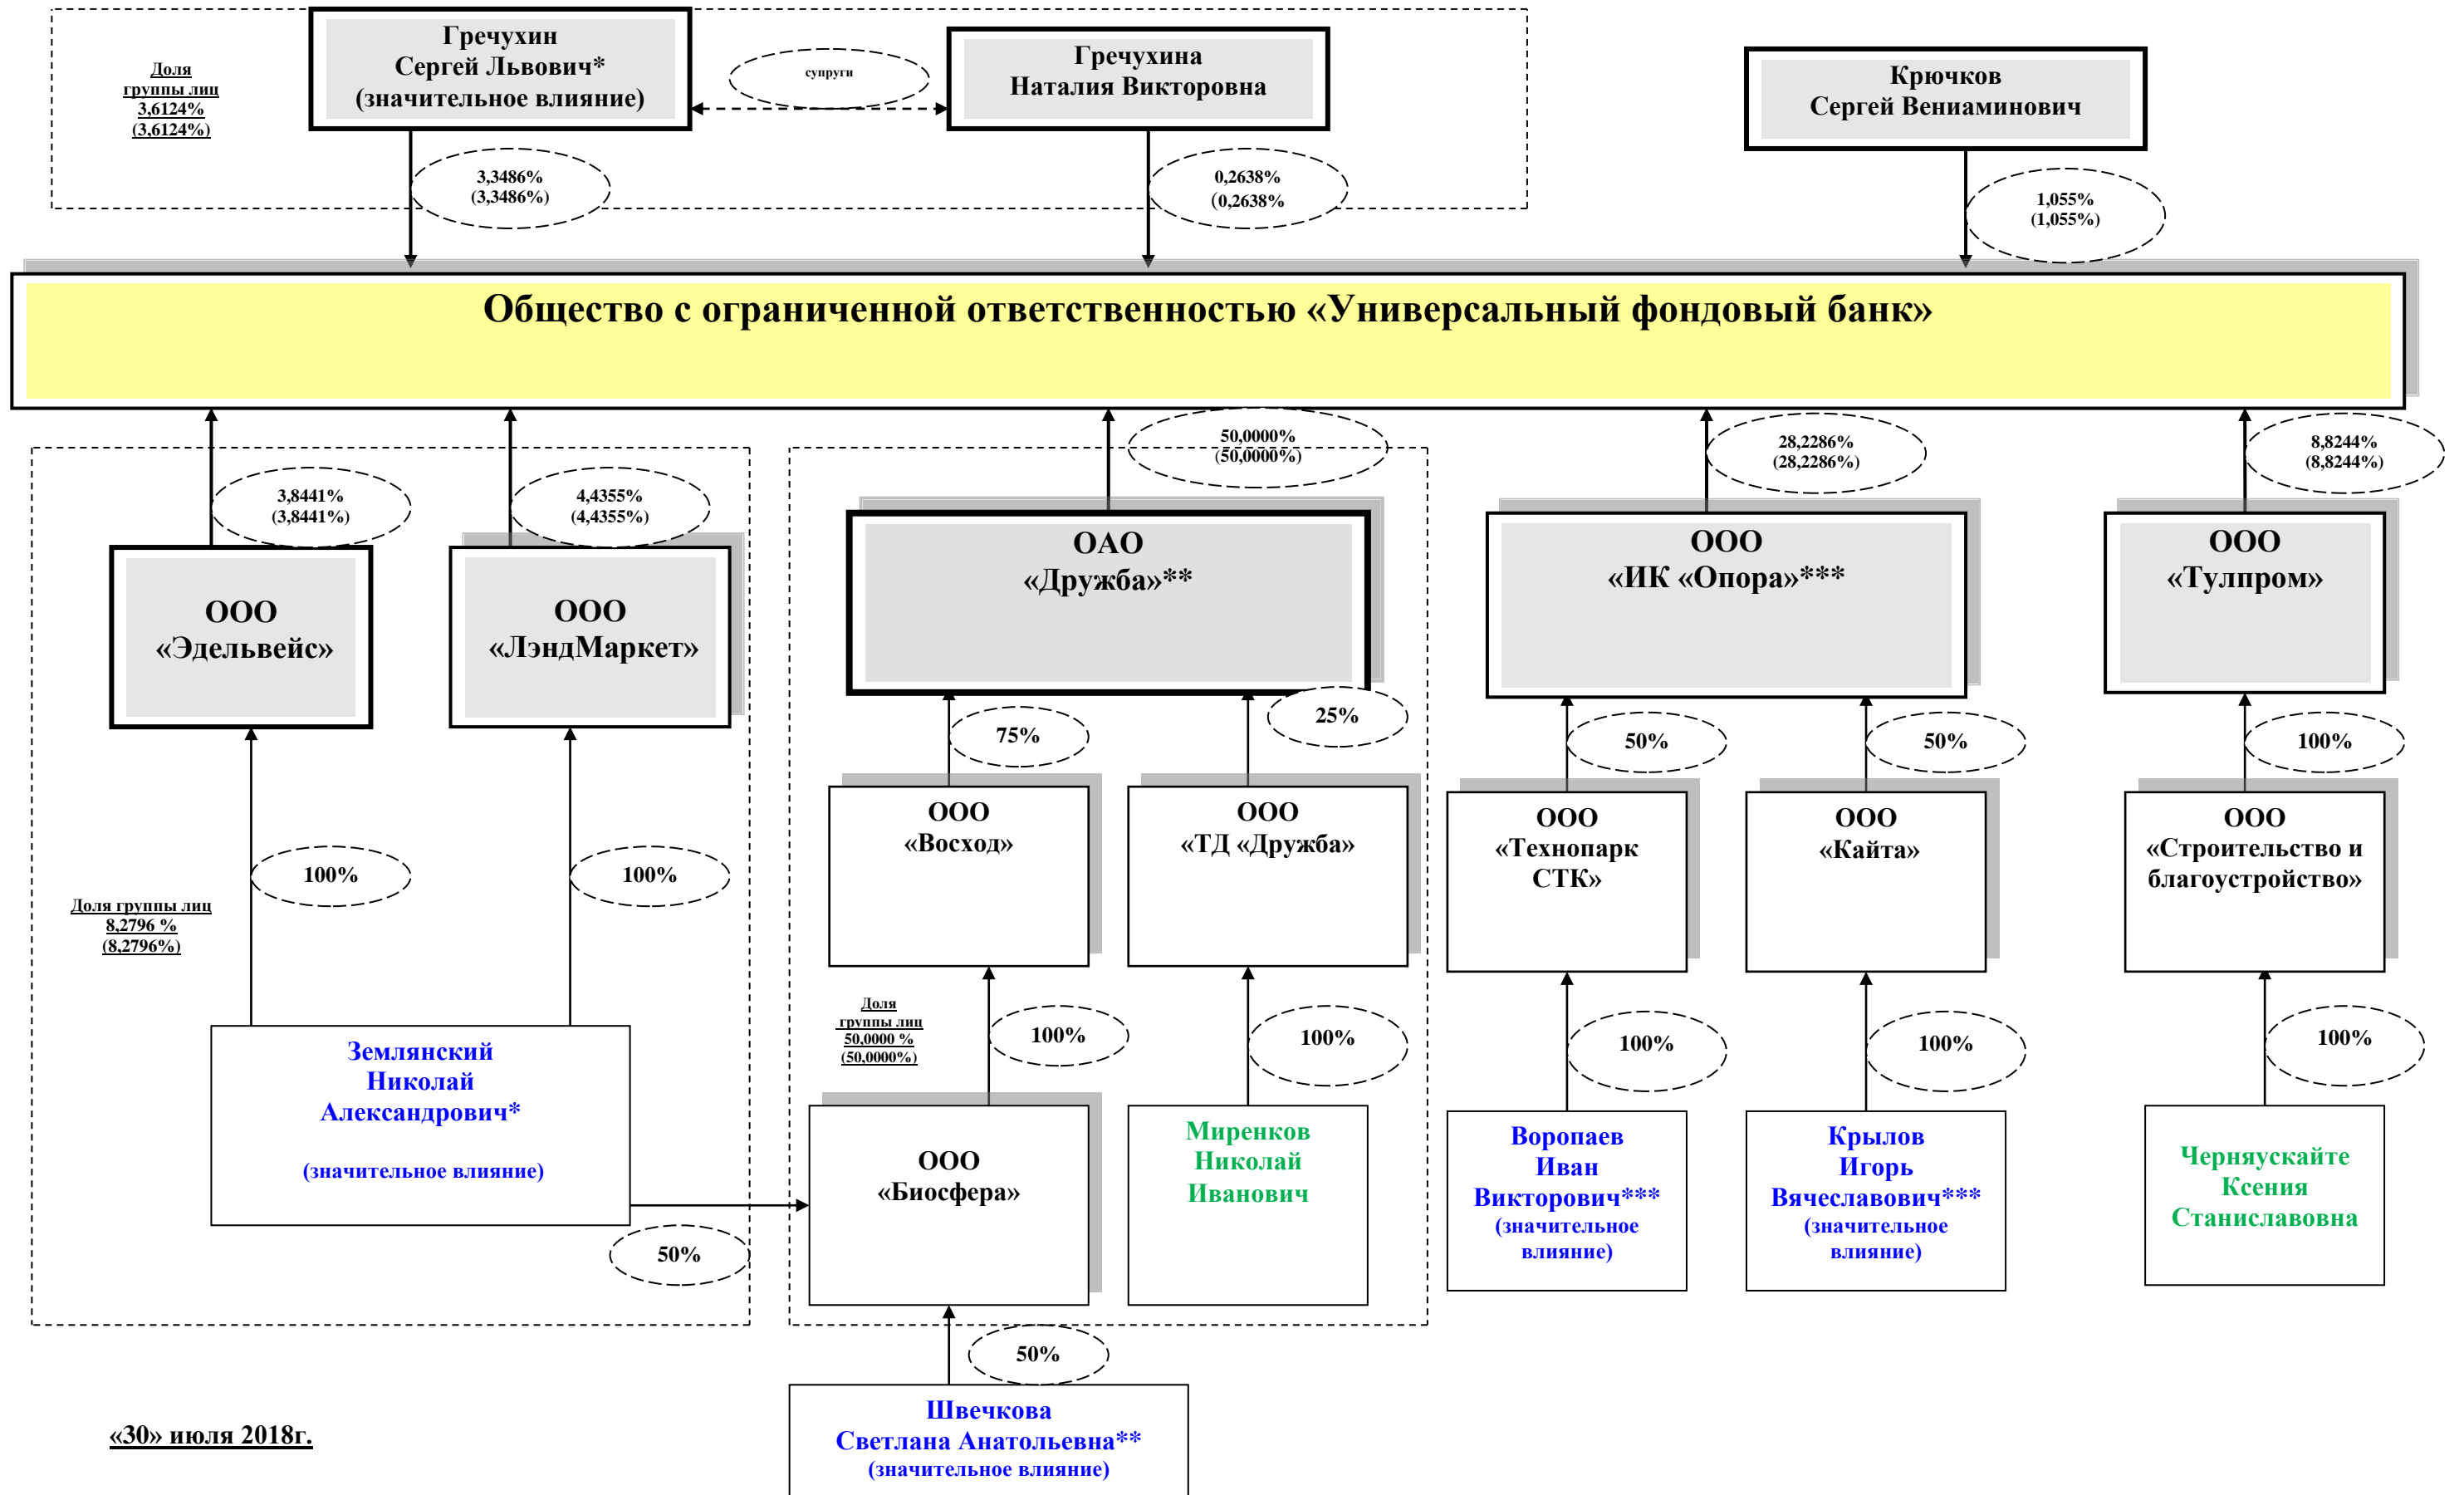 Доля
группы лиц
3,6124%
(3,6124%)
Гречухин
Сергей Львович*
(значительное влияние)
супруги
Гречухина
Наталия Викторовна
Крючков
Сергей Вениаминович
3,3486%
(3,3486%)
0,2638%
(0,2638%
1,055%
(1,055%)
Общество с ограниченной ответственностью «Универсальный фондовый банк»
3,8441%
(3,8441%)
4,4355%
(4,4355%)
50,0000%
(50,0000%)
28,2286%
(28,2286%)
8,8244%
(8,8244%)
ООО
«Эдельвейс»
ООО
«ЛэндМаркет»
ОАО
«Дружба»**
ООО
«ИК «Опора»***
ООО
«Тулпром»
75%
25%
50%
50%
100%
100%
100%
ООО
«Восход»
ООО
«ТД «Дружба»
ООО
«Технопарк
СТК»
ООО
«Кайта»
ООО
«Строительство и
благоустройство»
Доля группы лиц
8,2796 %
(8,2796%)
Доля
группы лиц
50,0000 %
(50,0000%)
100%
100%
100%
100%
100%
Землянский
Николай
Александрович*
(значительное влияние)
50%
ООО
«Биосфера»
Миренков
Николай
Иванович
Воропаев
Иван
Викторович***
(значительное
влияние)
Крылов
Игорь
Вячеславович***
(значительное
влияние)
Черняускайте
Ксения
Станиславовна
50%
Швечкова
Светлана Анатольевна**
(значительное влияние)
«30» июля 2018г.